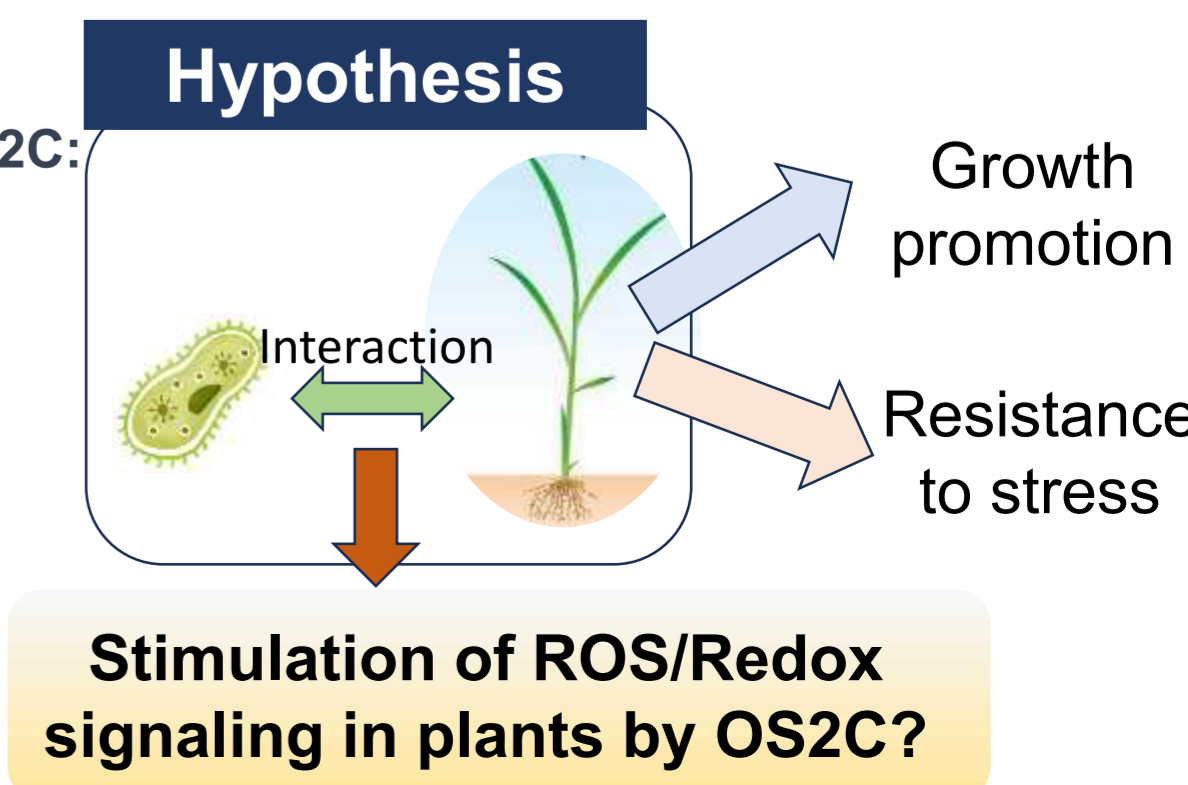 Hypothesis
2C:
Growth
promotion
Interaction
Resistance
to stress
Stimulation of ROS/Redox
signaling in plants by OS2C?